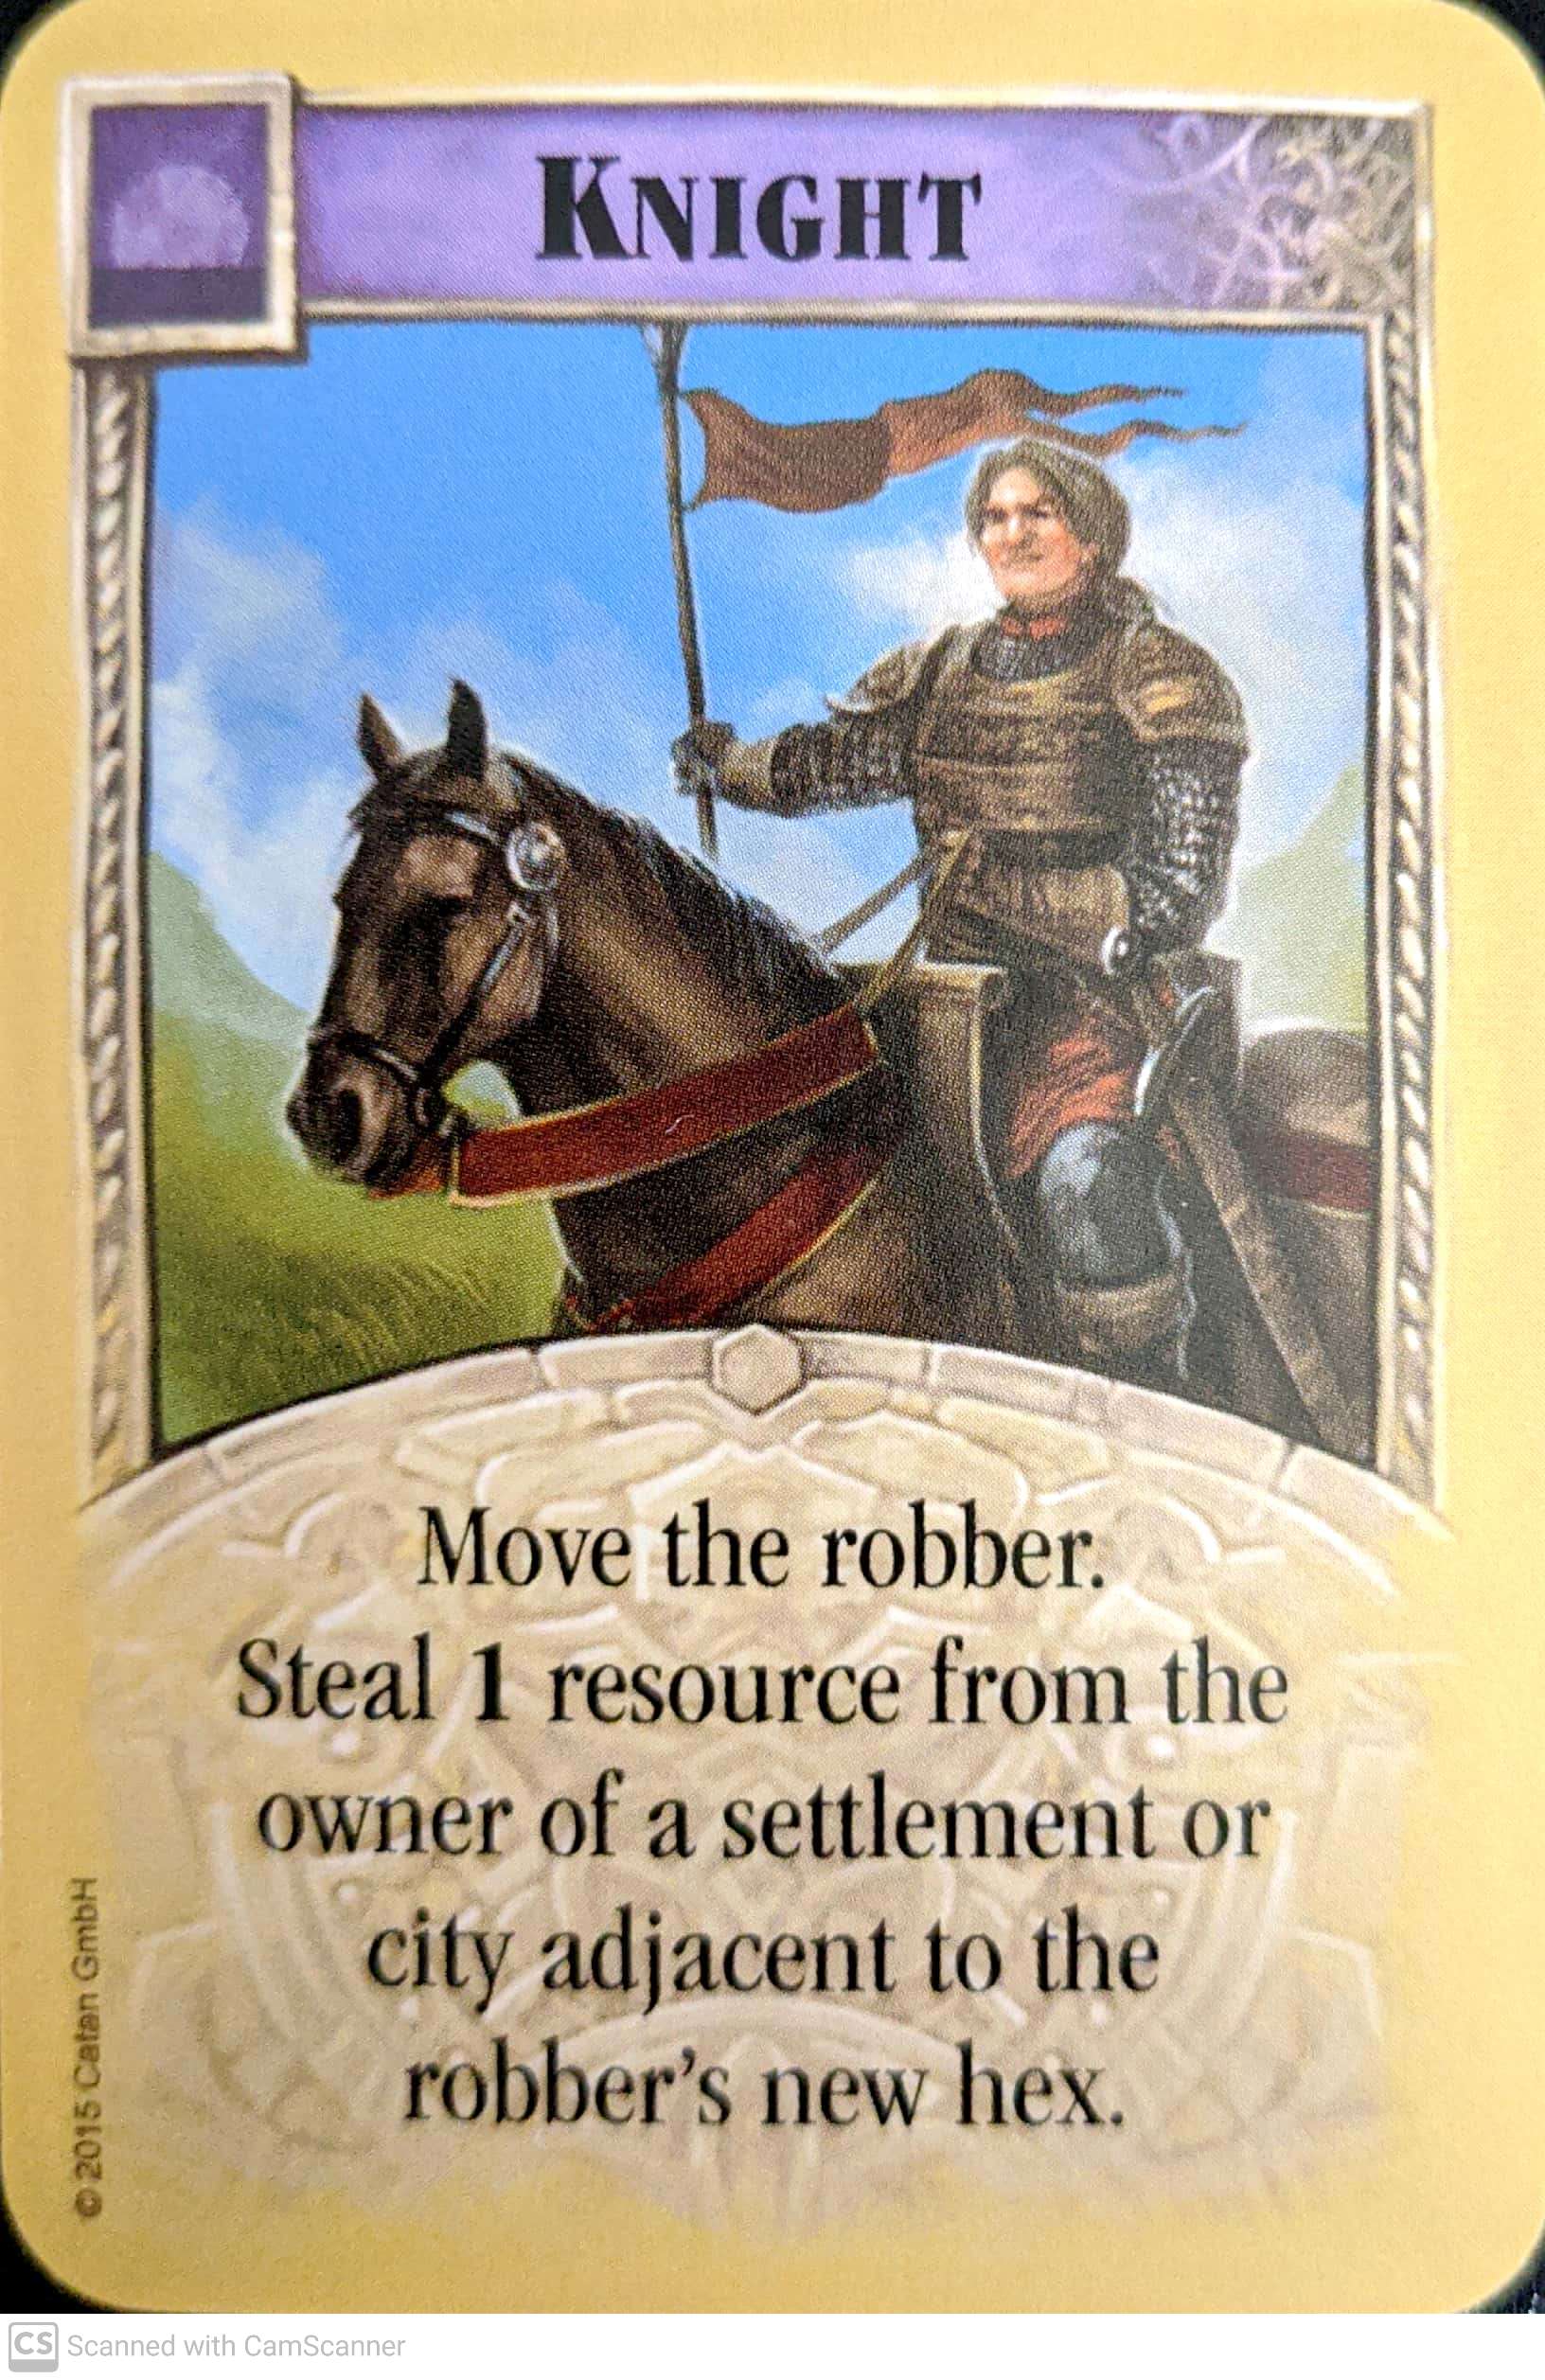 KNIGHT
Move the robber.
Steal 1 resource from the
owner of a settlement or
city adjacent to the
robber's new hex.
© 2015 Catan GmbH
CS Scanned with CamScanner